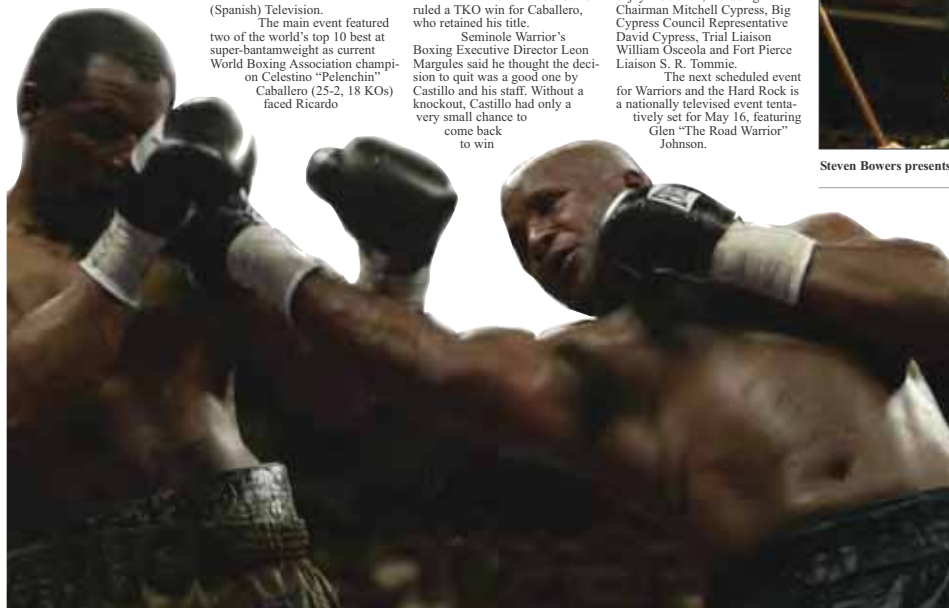 (Spanish) Television.
The main event featured
two of the world's top 10 best at
super-bantamweight as current
World Boxing Association champi-
on Celestino “Pelenchin”
Caballero (25-2, 18 KOs)
faced Ricardo
ruled a TKO win for Caballero,
who retained his title.
Seminole Warrior's
Boxing Executive Director Leon
Margules said he thought the deci-
sion to quit was a good one by
Castillo and his staff. Without a
knockout, Castillo had only a
very small chance to
come back
to win
Chairman Mitchell Cypress, Big
Cypress Council Representative
David Cypress, Trial Liaison
William Osceola and Fort Pierce
Liaison S. R. Tommie.
The next scheduled event
for Warriors and the Hard Rock is
a nationally televised event tenta-
tively set for May 16, featuring
Glen “The Road Warrior”
Johnson.
Steven Bowers presents